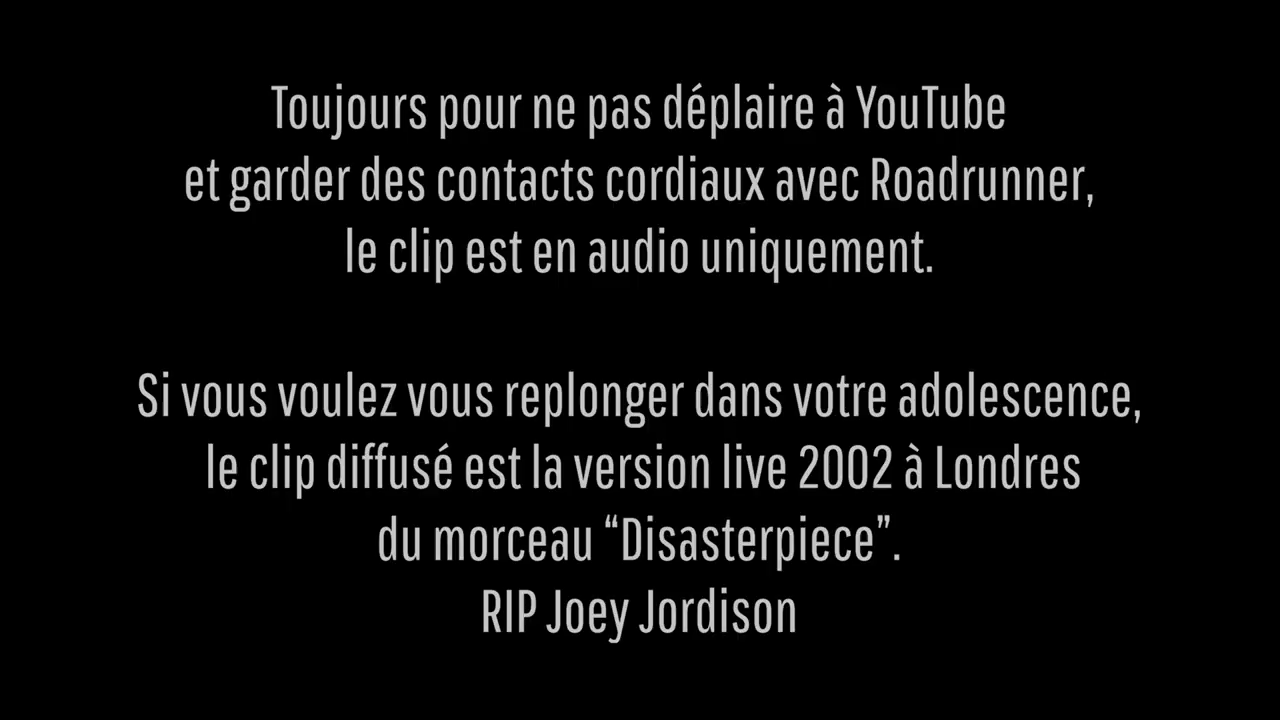 Toujours pour ne pas déplaire à YouTube
et garder des contacts cordiaux avec Roadrunner,
le clip est en audio uniquement.
Si vous voulez vous replonger dans votre adolescence,
le clip diffusé est la version live 2002 à Londres
du morceau “Disasterpiece”.
RIP Joey Jordison